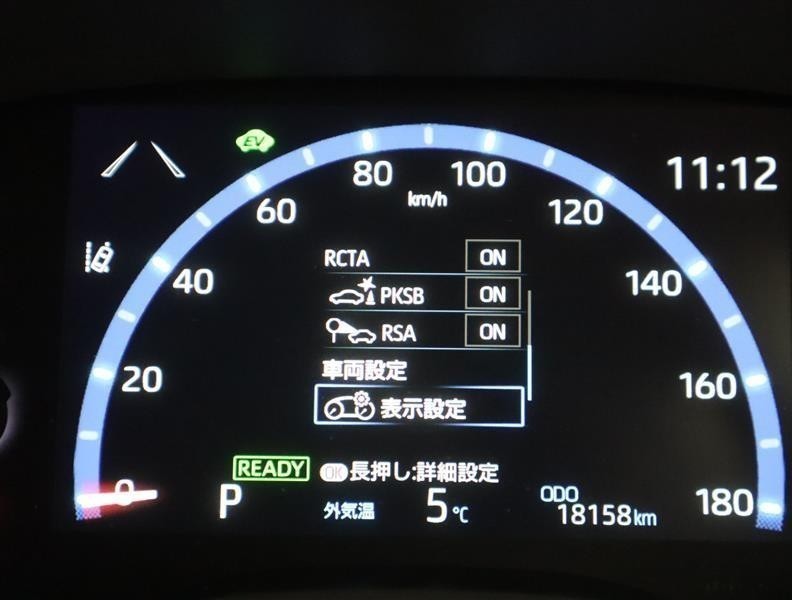 EV
11:12
80 100
km/h
60 120
RCTA ON
40 140
PKSB ON
RSA ON
車両設定
20 160
表示設定
READY OK長押し:詳細設定
0 P 外気温 5℃ ODO 180
18158km